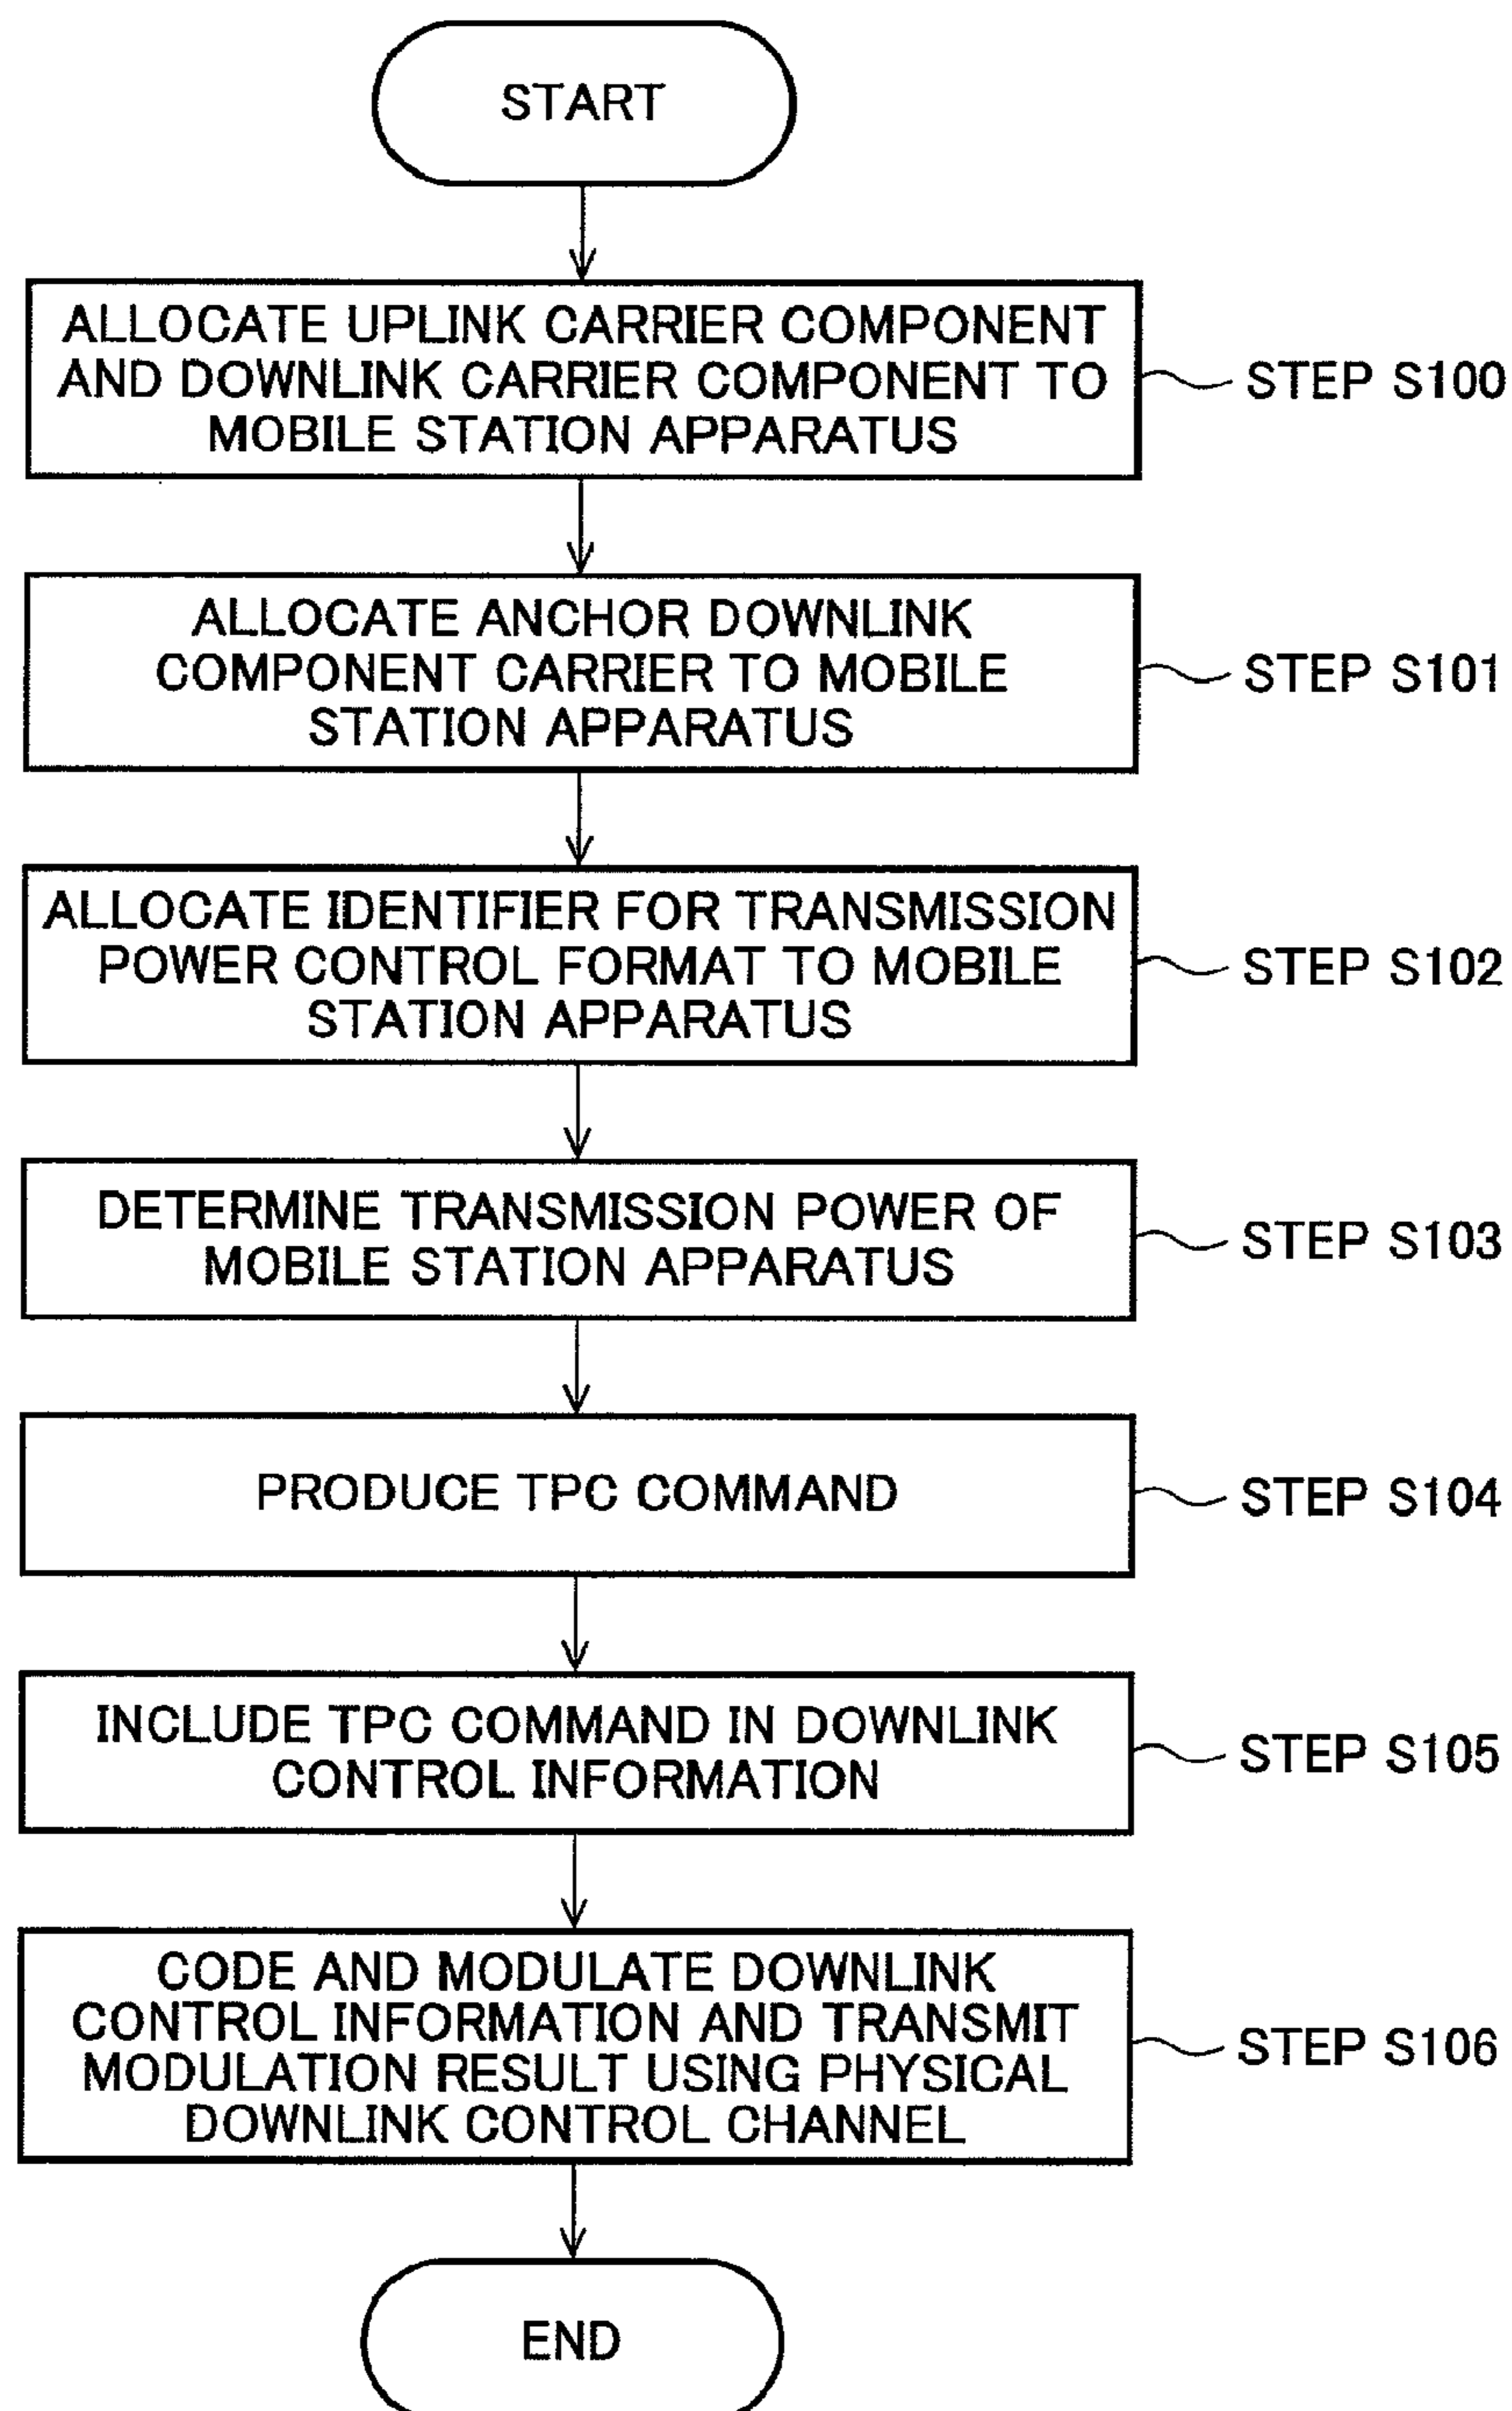 START
ALLOCATE UPLINK CARRIER COMPONENT
AND DOWNLINK CARRIER COMPONENT TO
MOBILE STATION APPARATUS
STEP S100
ALLOCATE ANCHOR DOWNLINK
COMPONENT CARRIER TO MOBILE
STATION APPARATUS
STEP S101
ALLOCATE IDENTIFIER FOR TRANSMISSION
POWER CONTROL FORMAT TO MOBILE
STATION APPARATUS
STEP S102
DETERMINE TRANSMISSION POWER OF
MOBILE STATION APPARATUS
STEP S103
PRODUCE TPC COMMAND
STEP S104
INCLUDE TPC COMMAND IN DOWNLINK
CONTROL INFORMATION
STEP S105
CODE AND MODULATE DOWNLINK
CONTROL INFORMATION AND TRANSMIT
MODULATION RESULT USING PHYSICAL
DOWNLINK CONTROL CHANNEL
STEP S106
END